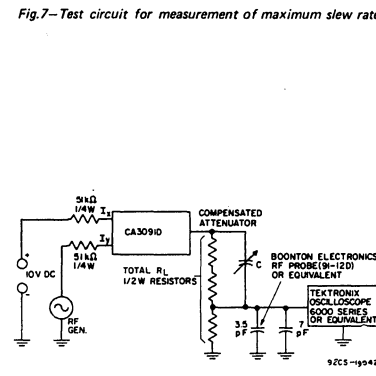 Fig.7—Test circuit for measurement of maximum slew rate
51kΩ
1/4W
Ix
CA3091D
COMPENSATED
ATTENUATOR
Iy
51kΩ
1/4W
+
10V DC
-
TOTAL RL
1/2W RESISTORS
C
BOONTON ELECTRONICS
RF PROBE(91-12D)
OR EQUIVALENT
RF
GEN.
3.5
pF
7
pF
TEKTRONIX
OSCILLOSCOPE
6000 SERIES
OR EQUIVALENT
92CS-19942